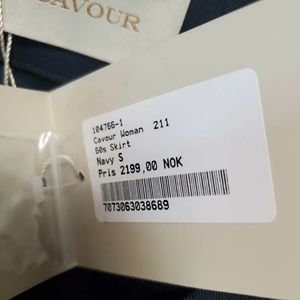 CAVOUR
104766-1
Cavour Woman 211
60s Skirt
Navy S
Pris 2199,00 NOK
7073063038689